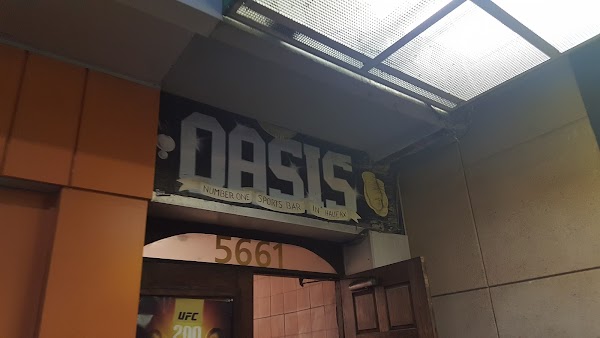 OASIS
NUMBER ONE SPORTS BAR IN HALIFAX
5661
UFC
200